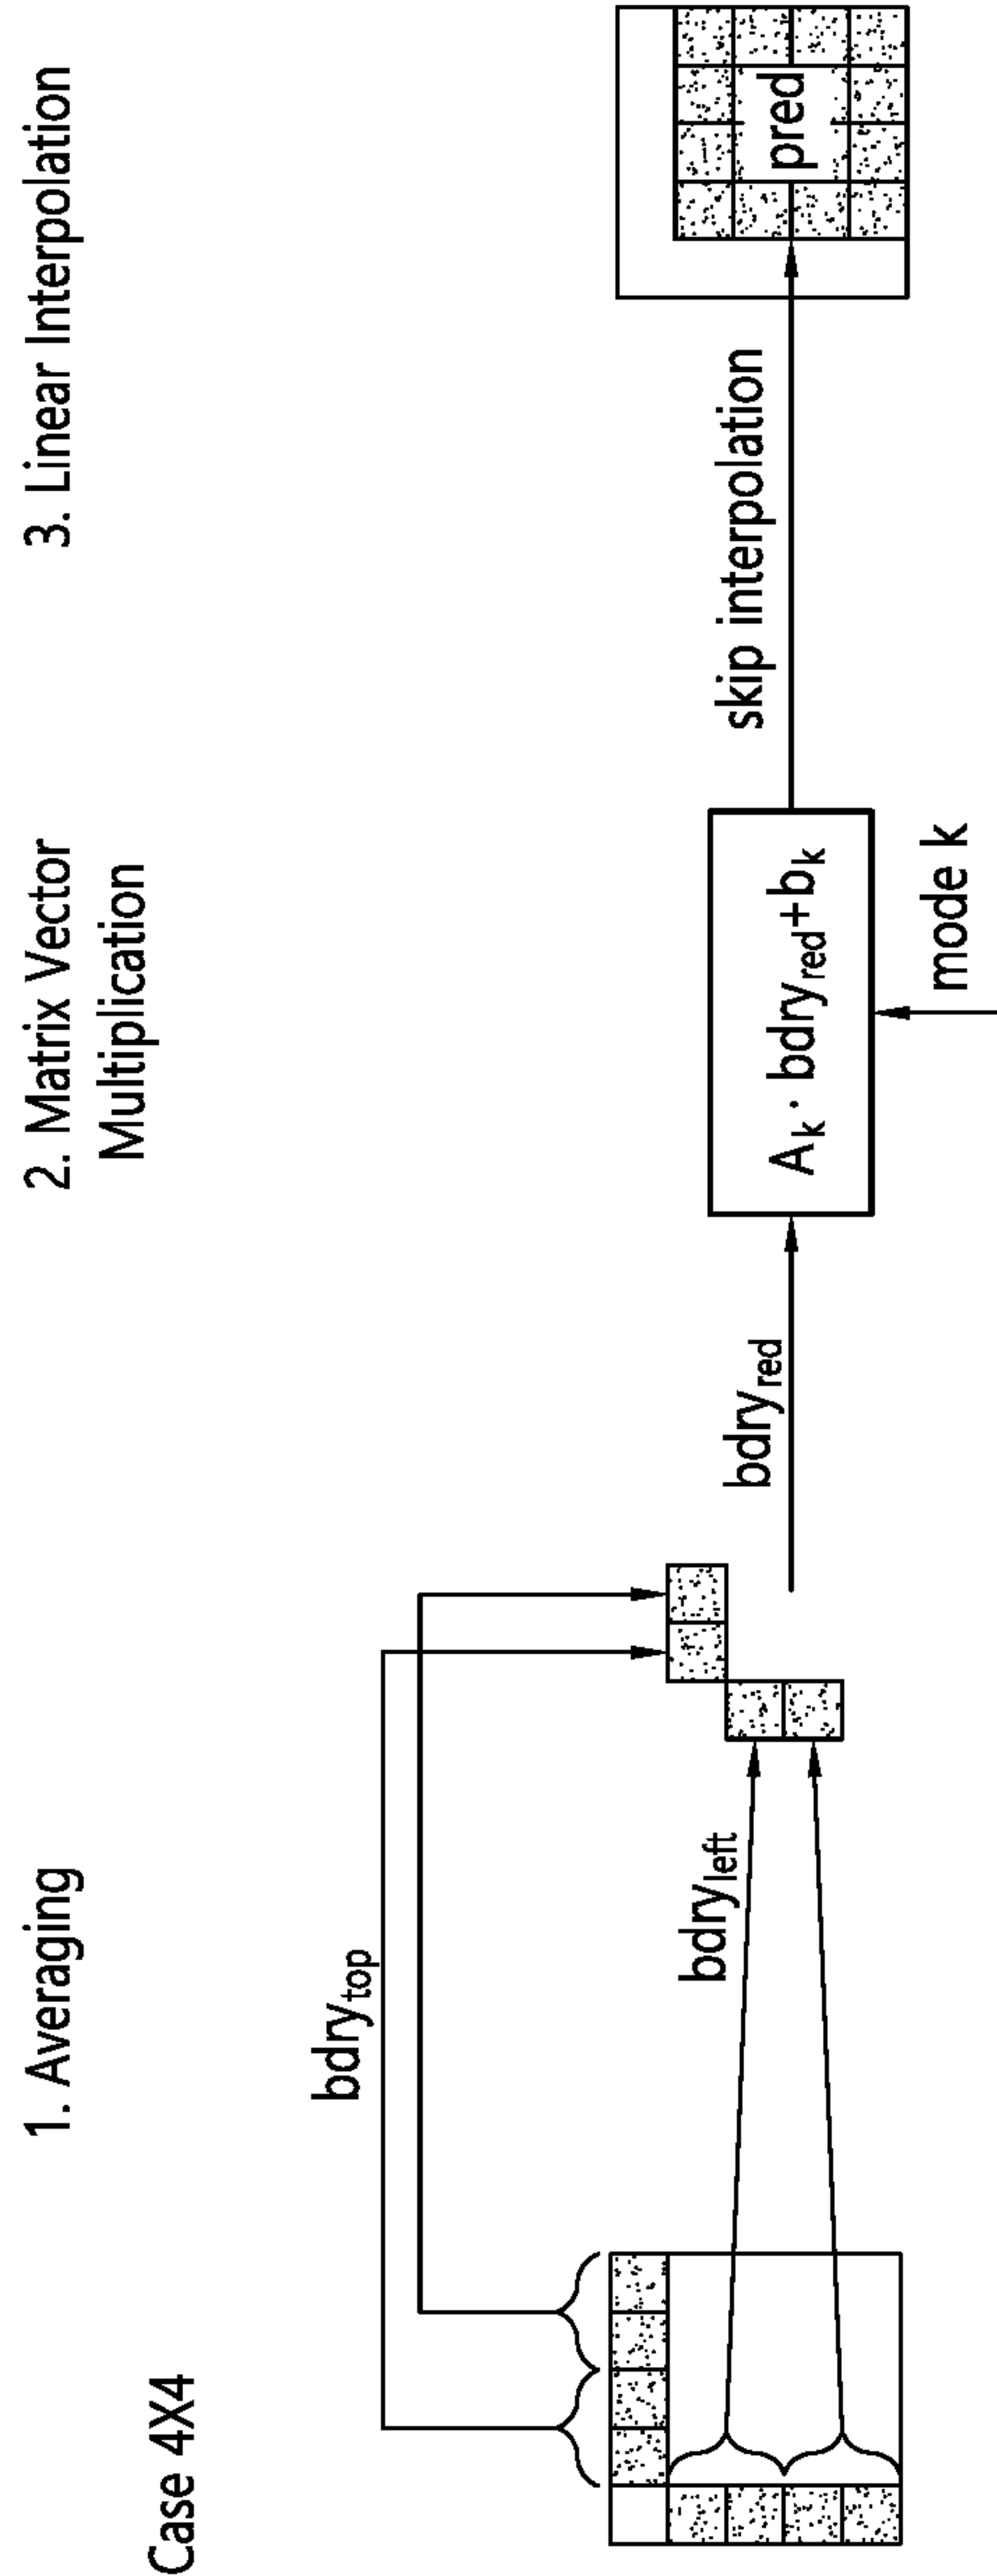 1. Averaging
2. Matrix Vector
Multiplication
3. Linear Interpolation
Case 4X4
bdry_top
bdry_left
bdry_red
A_k · bdry_red+b_k
mode k
skip interpolation
pred